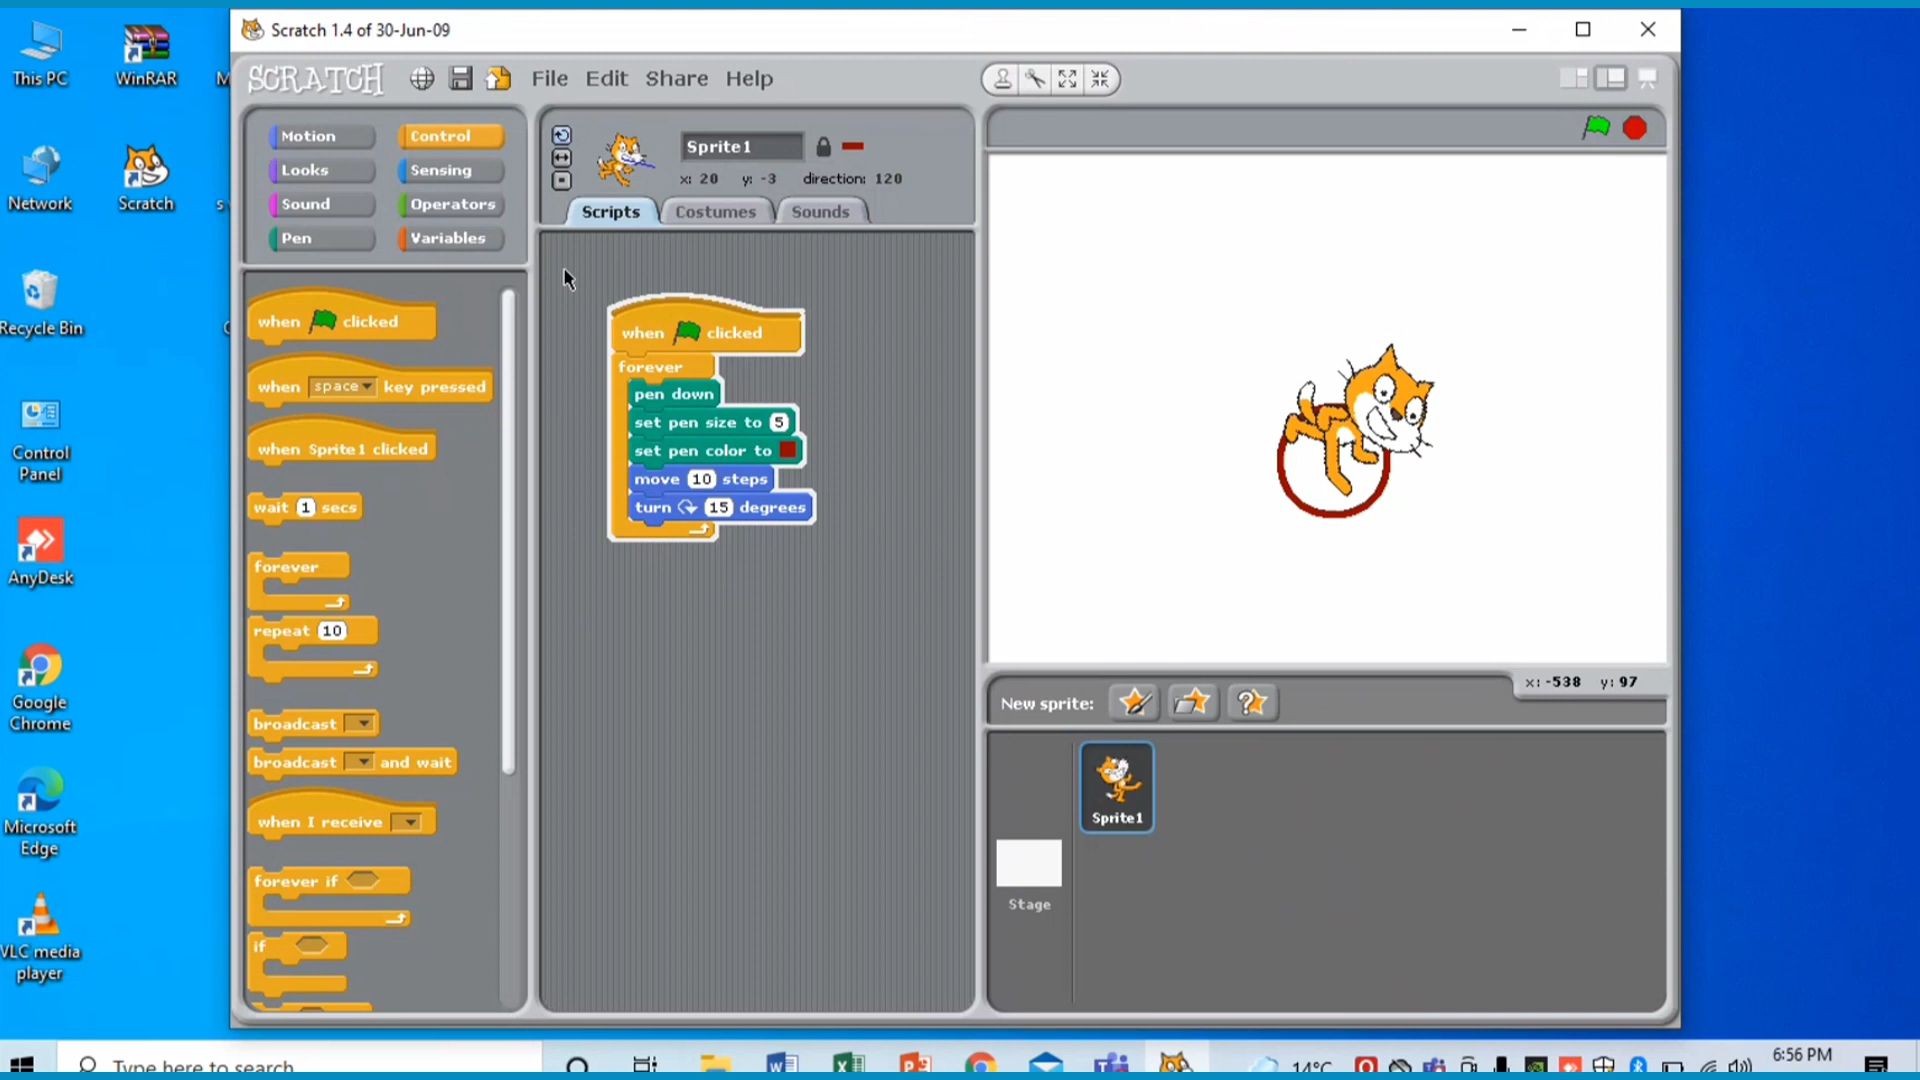 Scratch 1.4 of 30-Jun-09
This PC
WinRAR
M
SCRATCH
File Edit Share Help
Motion
Control
Looks
Sensing
Sound
Operators
Pen
Variables
Sprite1
x: 20 y: -3 direction: 120
Scripts
Costumes
Sounds
Network
Scratch
s
Recycle Bin
Control
Panel
AnyDesk
Google
Chrome
Microsoft
Edge
VLC media
player
when clicked
when space key pressed
when Sprite1 clicked
wait 1 secs
forever
repeat 10
broadcast
broadcast and wait
when I receive
forever if
if
when clicked
forever
pen down
set pen size to 5
set pen color to
move 10 steps
turn 15 degrees
x: -538 y: 97
New sprite:
Sprite1
Stage
Type here to search
14°C
6:56 PM